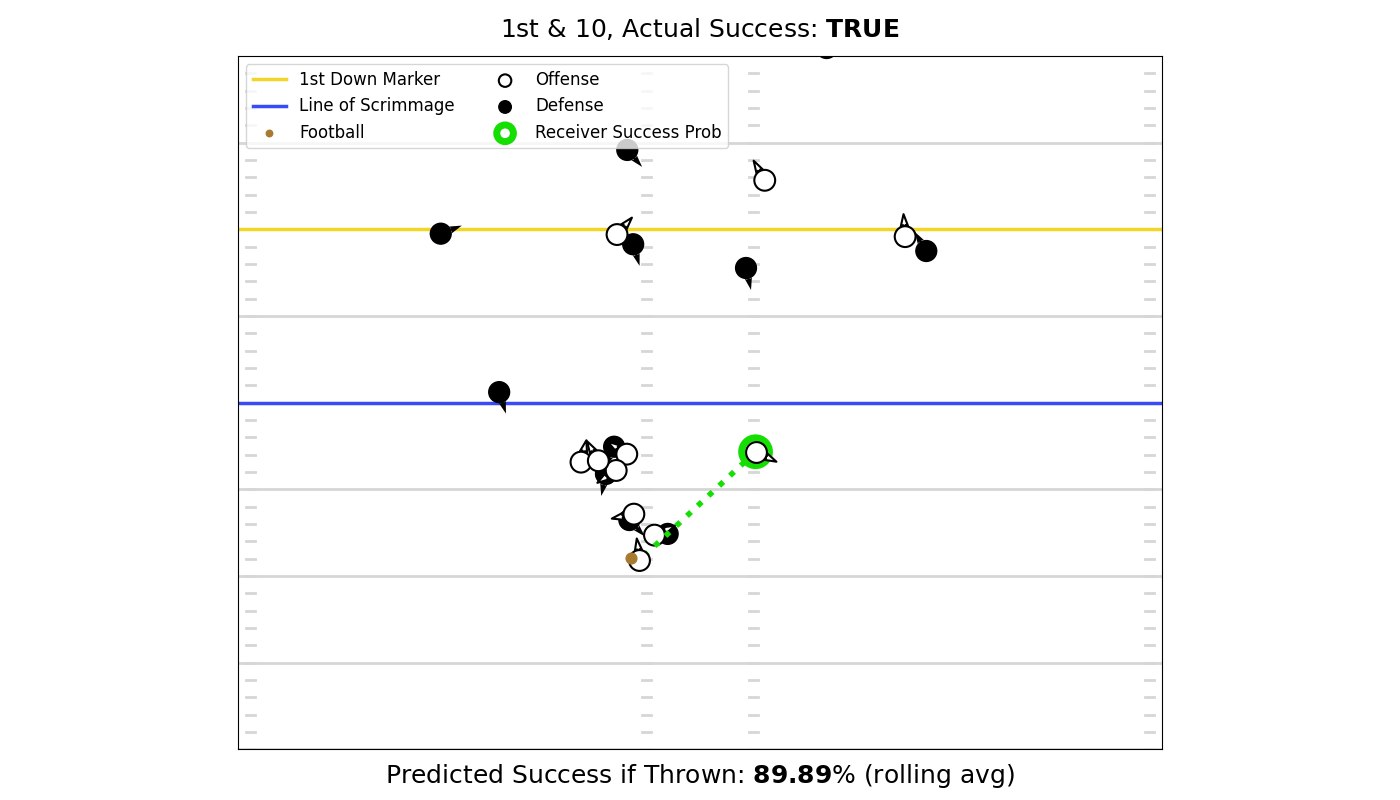 1st & 10, Actual Success: TRUE
1st Down Marker
Line of Scrimmage
Football
Offense
Defense
Receiver Success Prob
Predicted Success if Thrown: 89.89% (rolling avg)